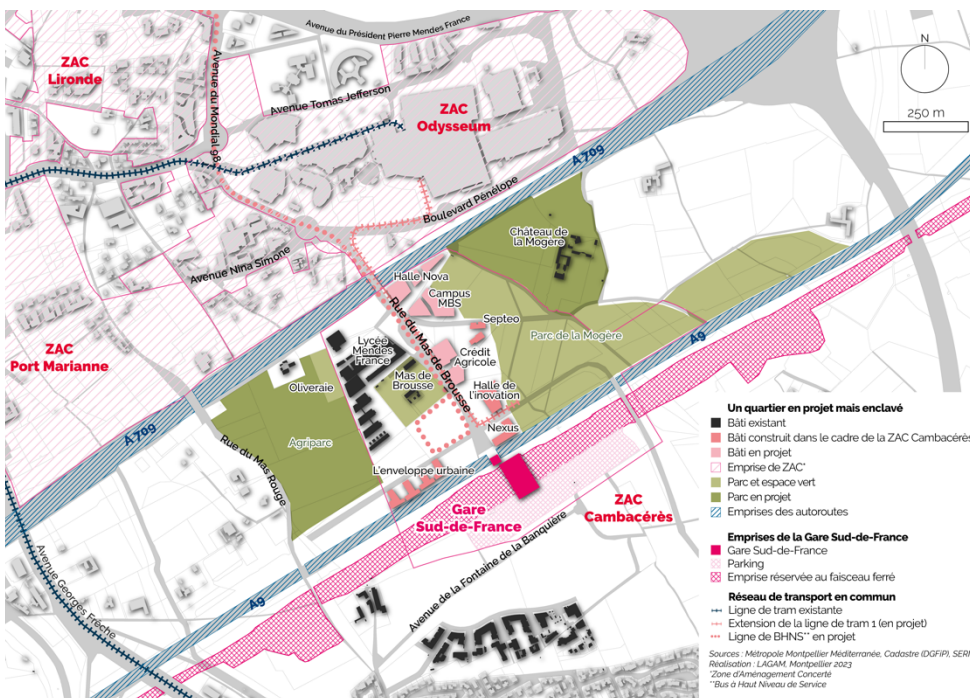 Avenue du Président Pierre Mendes France
N
250 m
ZAC
Lironde
Avenue du Mondial 98
Avenue Tomas Jefferson
ZAC
Odysseum
A 709
Boulevard Pénélope
Avenue Nina Simone
Château de
la Mogère
Halle Nova
Campus
MBS
Septeo
Parc de la Mogère
A9
Rue du Mas de Brousse
Lycée
Mendes
France
Crédit
Agricole
Mas de
Brousse
Halle de
l'inovation
Nexus
ZAC
Port Marianne
Oliveraie
A 709
Agriparc
Rue du Mas Rouge
L'enveloppe urbaine
Gare
Sud-de-France
ZAC
Cambacérès
Avenue de la Fontaine de la Banquière
A9
Avenue Georges Frêche
Un quartier en projet mais enclavé
Bâti existant
Bâti construit dans le cadre de la ZAC Cambacérès
Bâti en projet
Emprise de ZAC*
Parc et espace vert
Parc en projet
Emprises des autoroutes
Emprises de la Gare Sud-de-France
Gare Sud-de-France
Parking
Emprise réservée au faisceau ferré
Réseau de transport en commun
Ligne de tram existante
Extension de la ligne de tram 1 (en projet)
Ligne de BHNS** en projet
Sources : Métropole Montpellier Méditerranée, Cadastre (DGFIP), SERM
Réalisation : LAGAM, Montpellier 2023
*Zone d'Aménagement Concerté
**Bus à Haut Niveau de Service